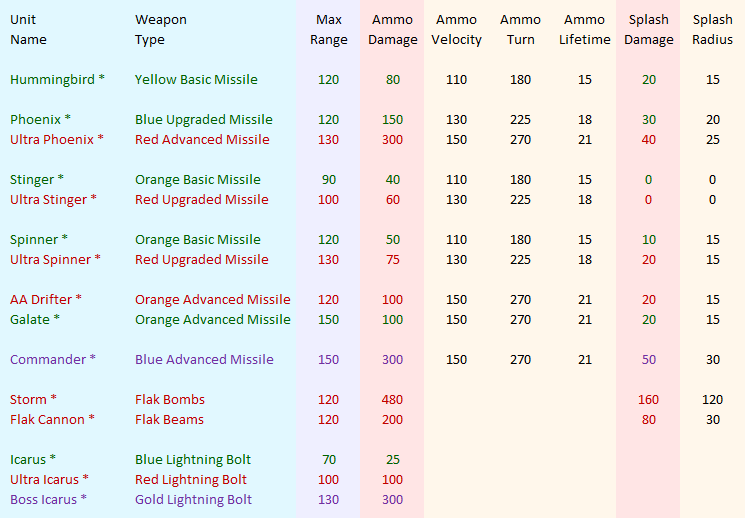 Unit Weapon Max Ammo Ammo Ammo Ammo Splash Splash
Name Type Range Damage Velocity Turn Lifetime Damage Radius
Hummingbird * Yellow Basic Missile 120 80 110 180 15 20 15
Phoenix * Blue Upgraded Missile 120 150 130 225 18 30 20
Ultra Phoenix * Red Advanced Missile 130 300 150 270 21 40 25
Stinger * Orange Basic Missile 90 40 110 180 15 0 0
Ultra Stinger * Red Upgraded Missile 100 60 130 225 18 0 0
Spinner * Orange Basic Missile 120 50 110 180 15 10 15
Ultra Spinner * Red Upgraded Missile 130 75 130 225 18 20 15
AA Drifter * Orange Advanced Missile 120 100 150 270 21 20 15
Galate * Orange Advanced Missile 150 100 150 270 21 20 15
Commander * Blue Advanced Missile 150 300 150 270 21 50 30
Storm * Flak Bombs 120 480 160 120
Flak Cannon * Flak Beams 120 200 80 30
Icarus * Blue Lightning Bolt 70 25
Ultra Icarus * Red Lightning Bolt 100 100
Boss Icarus * Gold Lightning Bolt 130 300